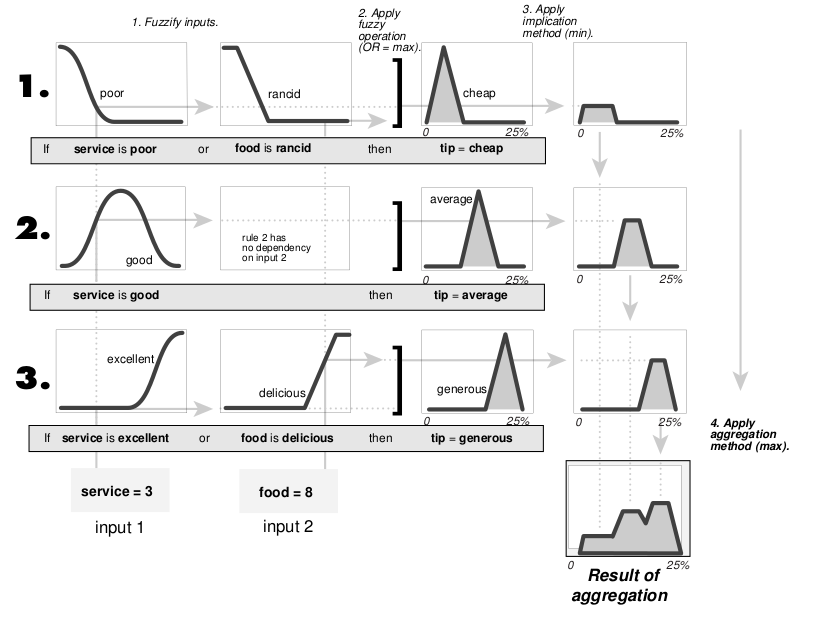 1. Fuzzify inputs.
2. Apply
fuzzy
operation
(OR = max).
3. Apply
implication
method (min).
1.
poor
rancid
cheap
0 25%
0 25%
If service is poor or food is rancid then tip = cheap
2.
good
rule 2 has
no dependency
on input 2
average
0 25%
0 25%
If service is good then tip = average
3.
excellent
delicious
generous
0 25%
0 25%
If service is excellent or food is delicious then tip = generous
4. Apply
aggregation
method (max).
service = 3
input 1
food = 8
input 2
0 25%
Result of
aggregation